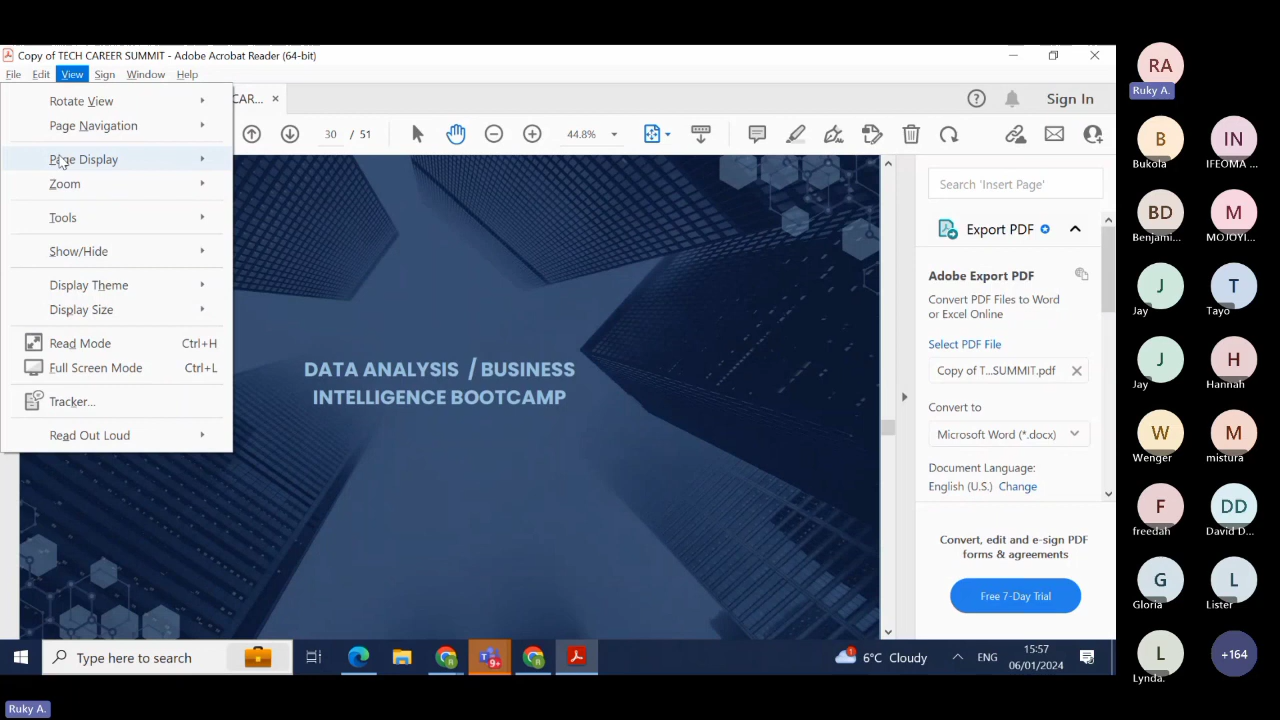 Copy of TECH CAREER SUMMIT - Adobe Acrobat Reader (64-bit)
File Edit View Sign Window Help
CAR... ×
Sign In
Rotate View
Page Navigation
Page Display
Zoom
Tools
Show/Hide
Display Theme
Display Size
Read Mode Ctrl+H
Full Screen Mode Ctrl+L
Tracker...
Read Out Loud
30 / 51
44.8%
DATA ANALYSIS / BUSINESS
INTELLIGENCE BOOTCAMP
Search 'Insert Page'
Export PDF
Adobe Export PDF
Convert PDF Files to Word
or Excel Online
Select PDF File
Copy of T...SUMMIT.pdf
Convert to
Microsoft Word (*.docx)
Document Language:
English (U.S.) Change
Convert, edit and e-sign PDF
forms & agreements
Free 7-Day Trial
Type here to search
9+
R
R
1
6°C Cloudy
ENG
15:57
06/01/2024
RA
Ruky A.
B IN
Bukola IFEOMA ...
BD M
Benjami... MOJOYI...
J T
Jay Tayo
J H
Jay Hannah
W M
Wenger mistura
F DD
freedah David D...
G L
Gloria Lister
L +164
Lynda.
Ruky A.